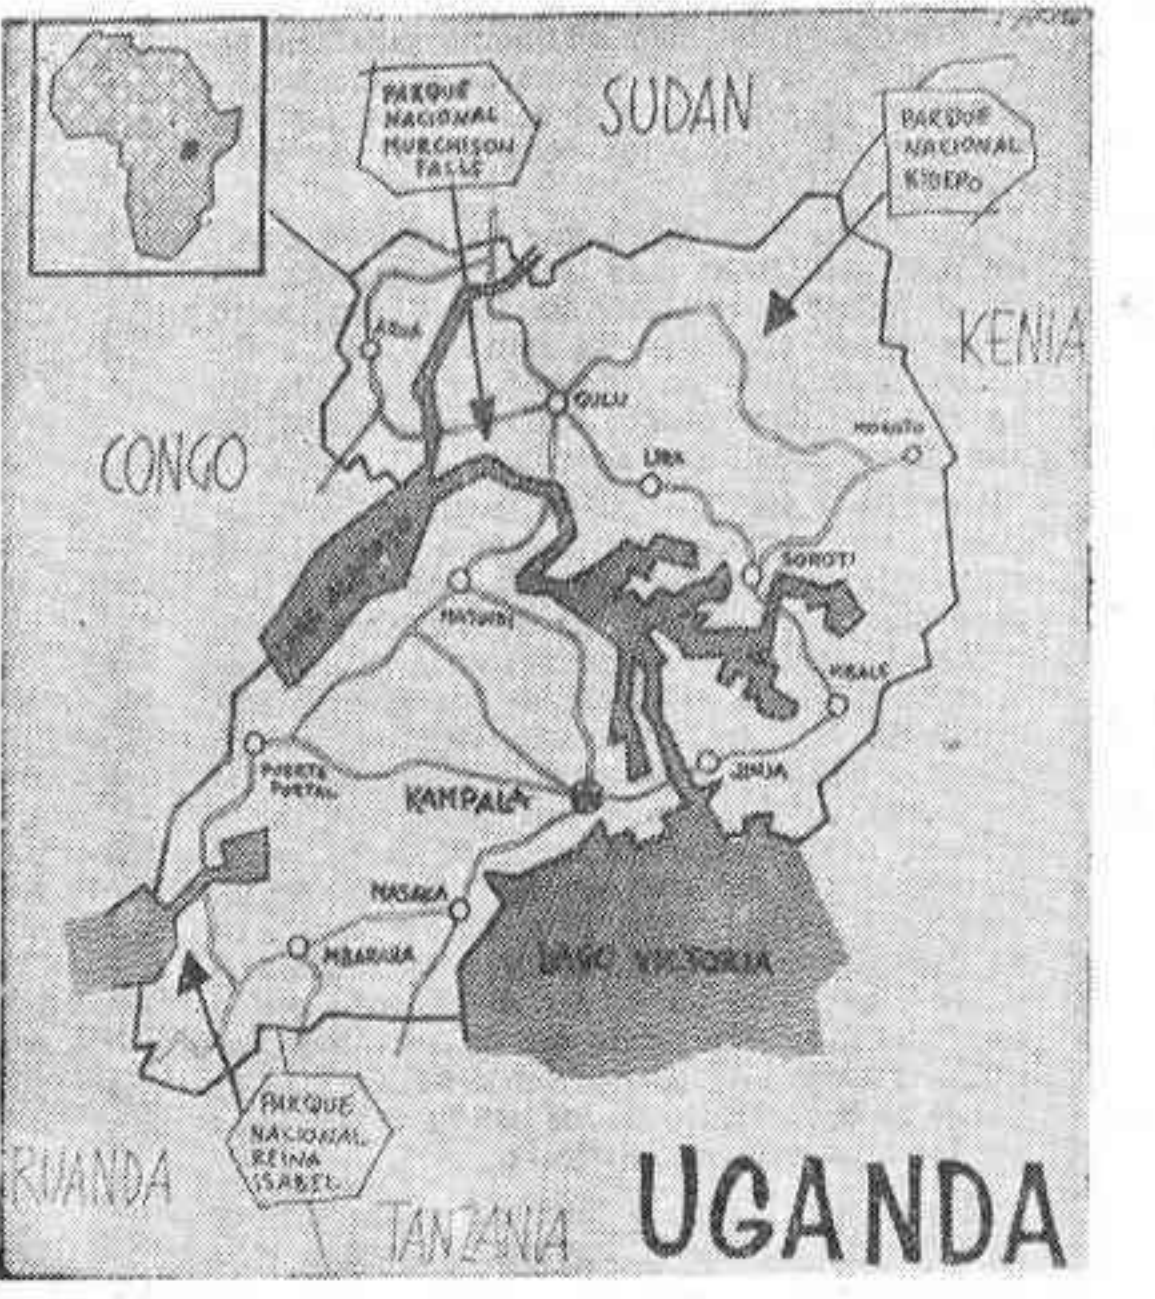 PARQUE
NACIONAL
MURCHISON
FALLS
SUDAN
PARQUE
NACIONAL
KIDEPO
KENIA
ARUA
GULU
CONGO
MOROTO
LIRA
SOROTI
MASINDI
MBALE
PUERTO
PORTAL
JINJA
KAMPALA
MASAKA
MBARARA
LAGO VICTORIA
PARQUE
NACIONAL
REINA
ISABEL
RUANDA
TANZANIA
UGANDA